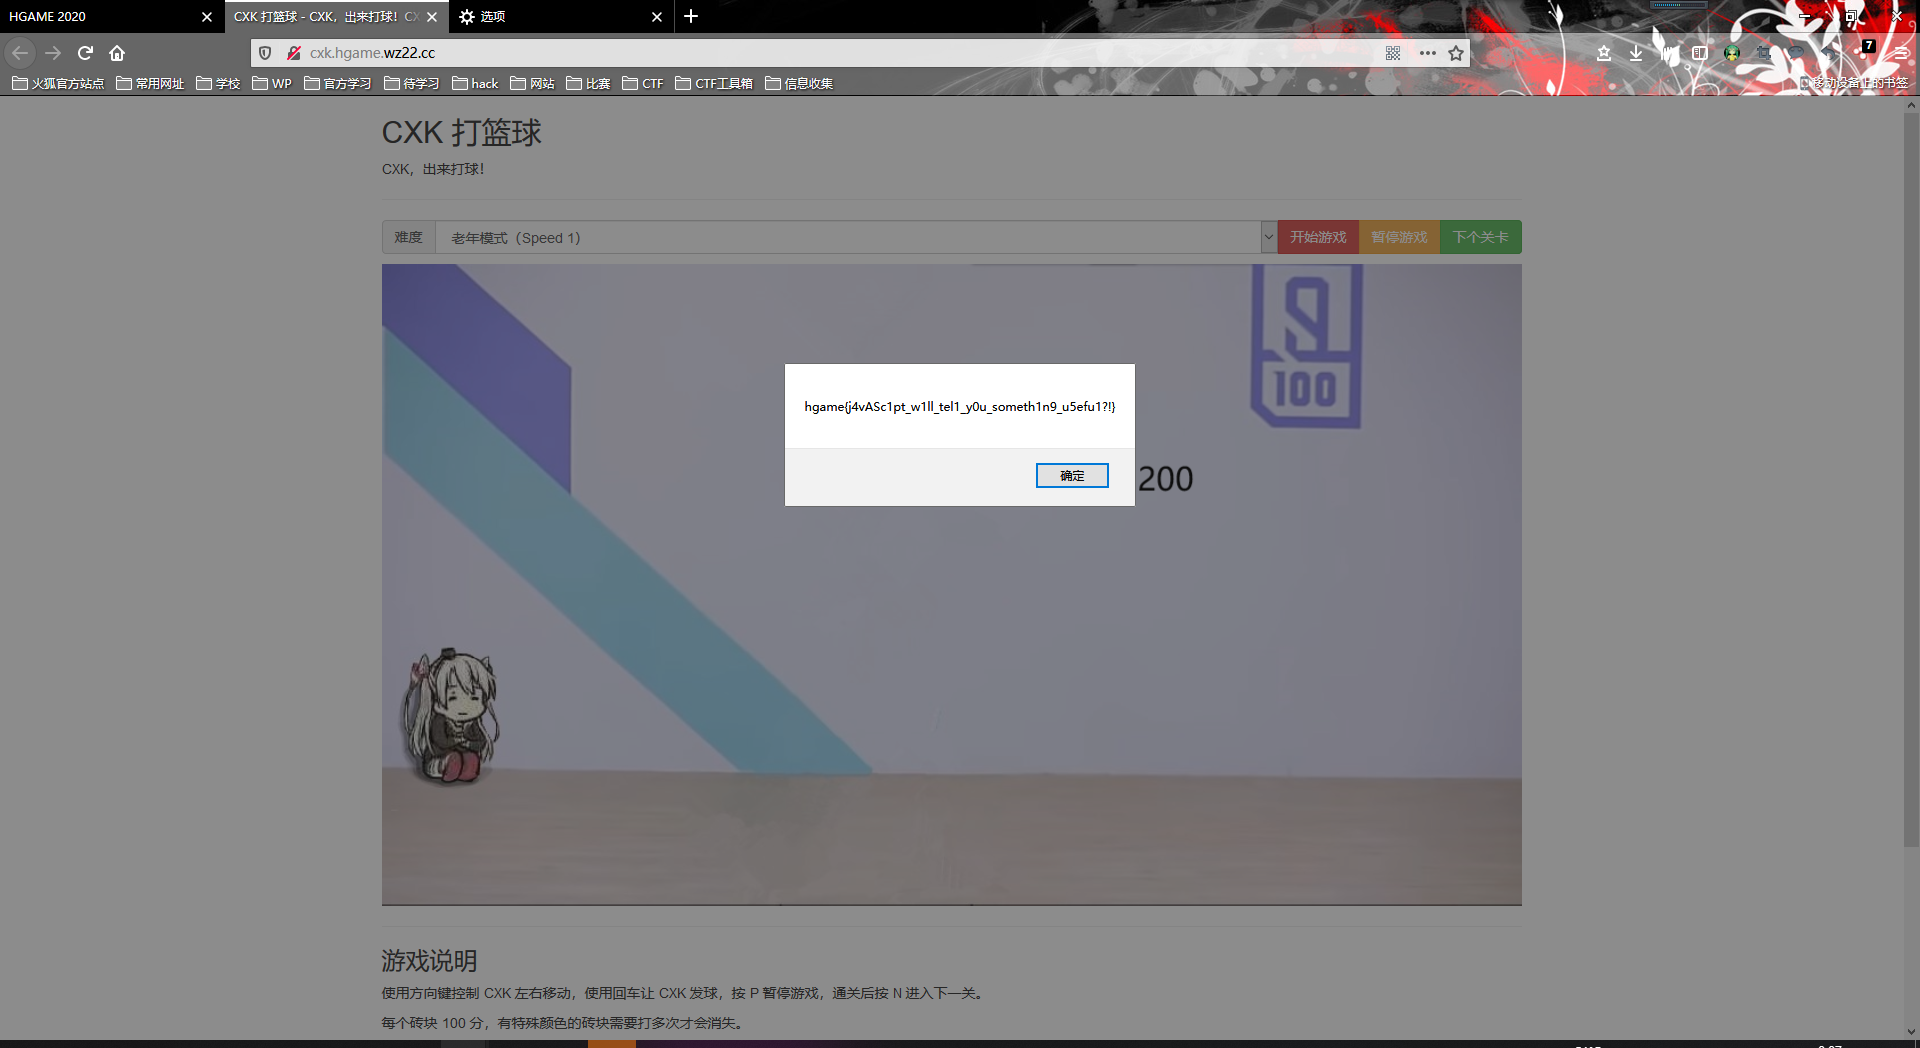 HGAME 2020
CXK 打篮球 - CXK，出来打球！CX
选项
cxk.hgame.wz22.cc
7
火狐官方站点 常用网址 学校 WP 官方学习 待学习 hack 网站 比赛 CTF CTF工具箱 信息收集 移动设备上的书签
CXK 打篮球
CXK，出来打球！
难度 老年模式（Speed 1） 开始游戏 暂停游戏 下个关卡
100
hgame{j4vASc1pt_w1ll_tel1_y0u_someth1n9_u5efu1?!}
确定
200
游戏说明
使用方向键控制 CXK 左右移动，使用回车让 CXK 发球，按 P 暂停游戏，通关后按 N 进入下一关。
每个砖块 100 分，有特殊颜色的砖块需要打多次才会消失。